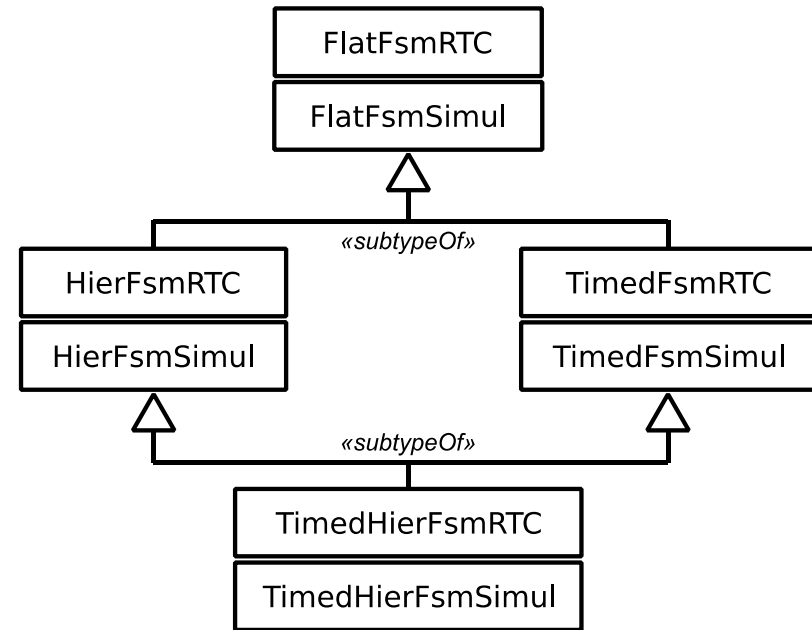 FlatFsmRTC
FlatFsmSimul
«subtypeOf»
HierFsmRTC
TimedFsmRTC
HierFsmSimul
TimedFsmSimul
«subtypeOf»
TimedHierFsmRTC
TimedHierFsmSimul